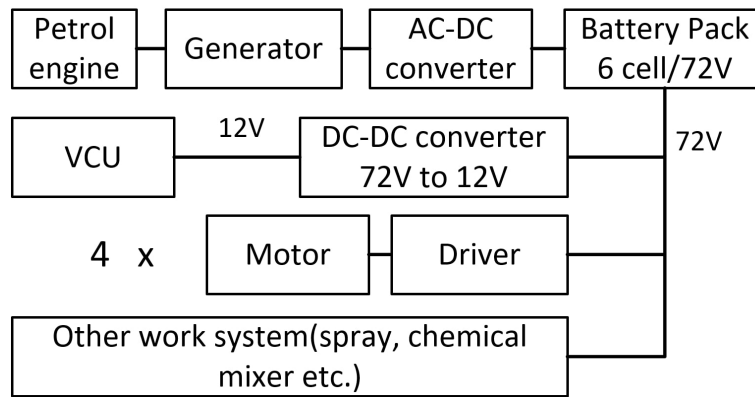 Petrol
engine
Generator
AC-DC
converter
Battery Pack
6 cell/72V
VCU
12V
DC-DC converter
72V to 12V
72V
4 x
Motor
Driver
Other work system(spray, chemical
mixer etc.)